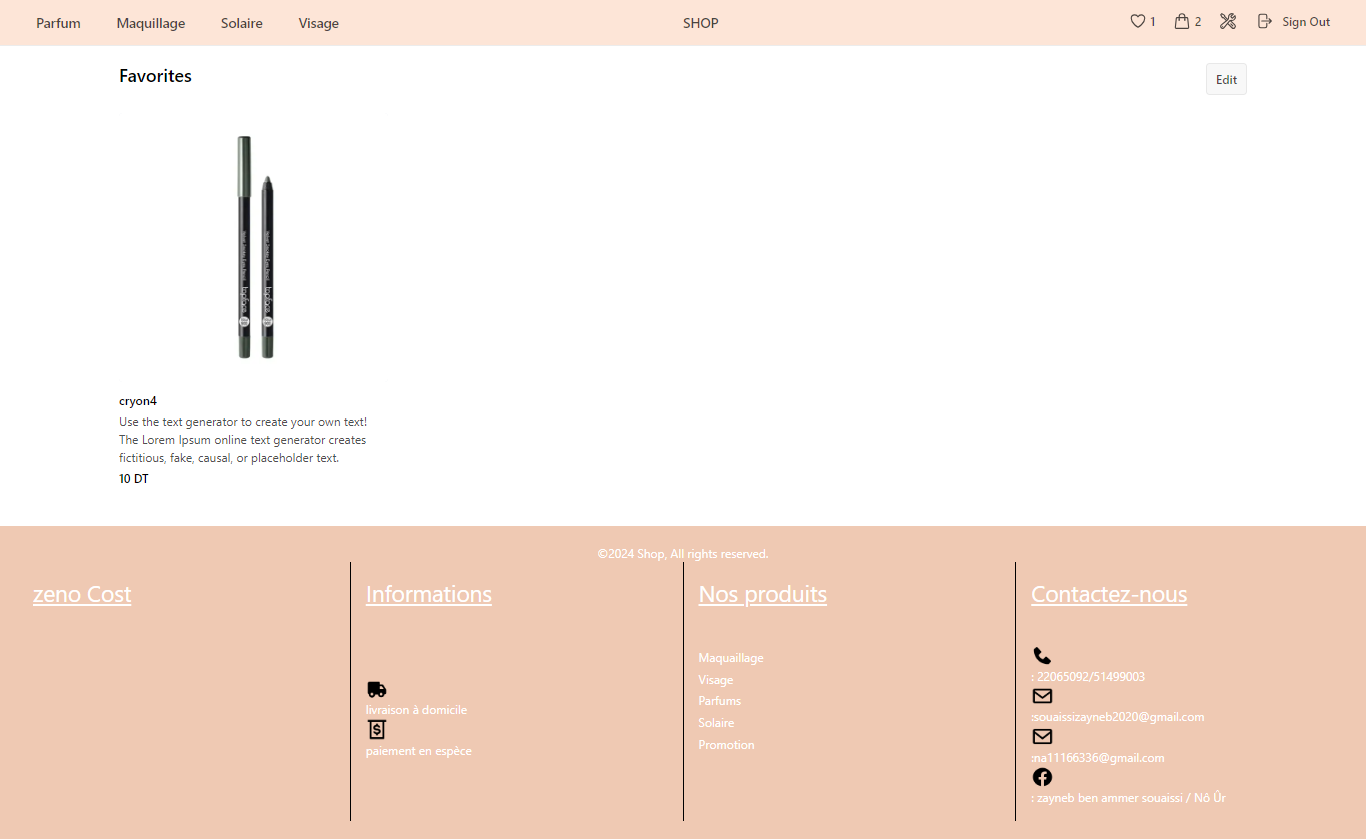 Parfum Maquillage Solaire Visage SHOP 1 2 Sign Out
Favorites Edit
topface
cryon4
Use the text generator to create your own text!
The Lorem Ipsum online text generator creates
fictitious, fake, causal, or placeholder text.
10 DT
©2024 Shop, All rights reserved.
zeno Cost
Informations
livraison à domicile
paiement en espèce
Nos produits
Maquaillage
Visage
Parfums
Solaire
Promotion
Contactez-nous
: 22065092/51499003
:souaissizayneb2020@gmail.com
:na11166336@gmail.com
: zayneb ben ammer souaissi / Nô Ûr